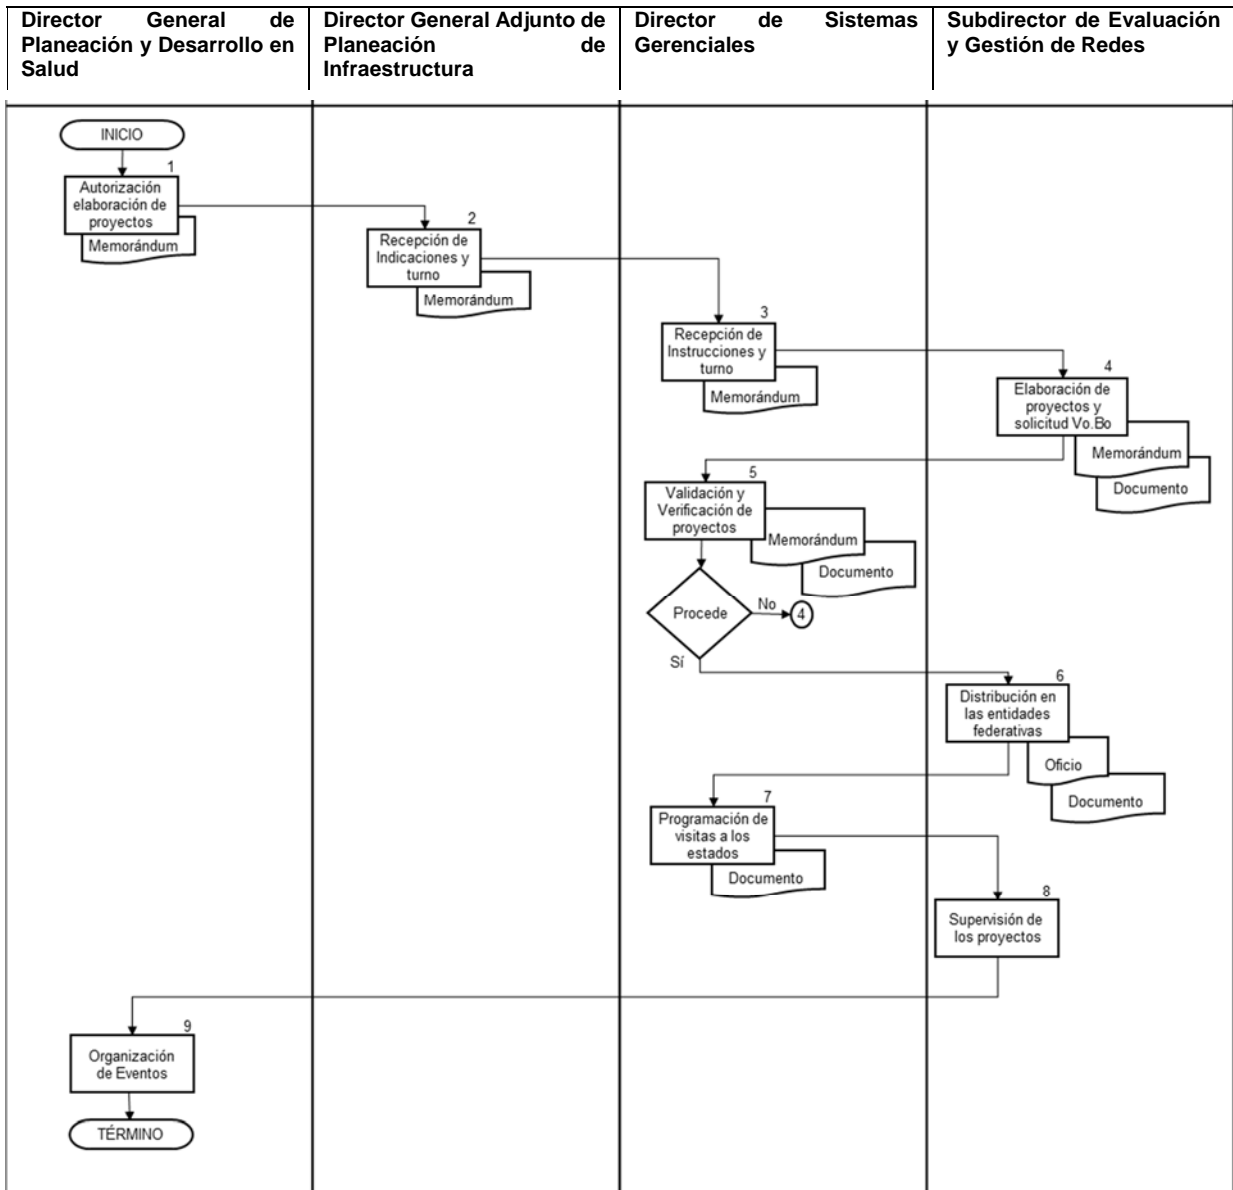 Director General de
Planeación y Desarrollo en
Salud
Director General Adjunto de
Planeación de
Infraestructura
Director de Sistemas
Gerenciales
Subdirector de Evaluación
y Gestión de Redes
INICIO
1
Autorización
elaboración de
proyectos
Memorándum
2
Recepción de
Indicaciones y
turno
Memorándum
3
Recepción de
Instrucciones y
turno
Memorándum
4
Elaboración de
proyectos y
solicitud Vo.Bo
Memorándum
Documento
5
Validación y
Verificación de
proyectos
Memorándum
Documento
Procede
No
4
Sí
6
Distribución en
las entidades
federativas
Oficio
Documento
7
Programación de
visitas a los
estados
Documento
8
Supervisión de
los proyectos
9
Organización
de Eventos
TÉRMINO